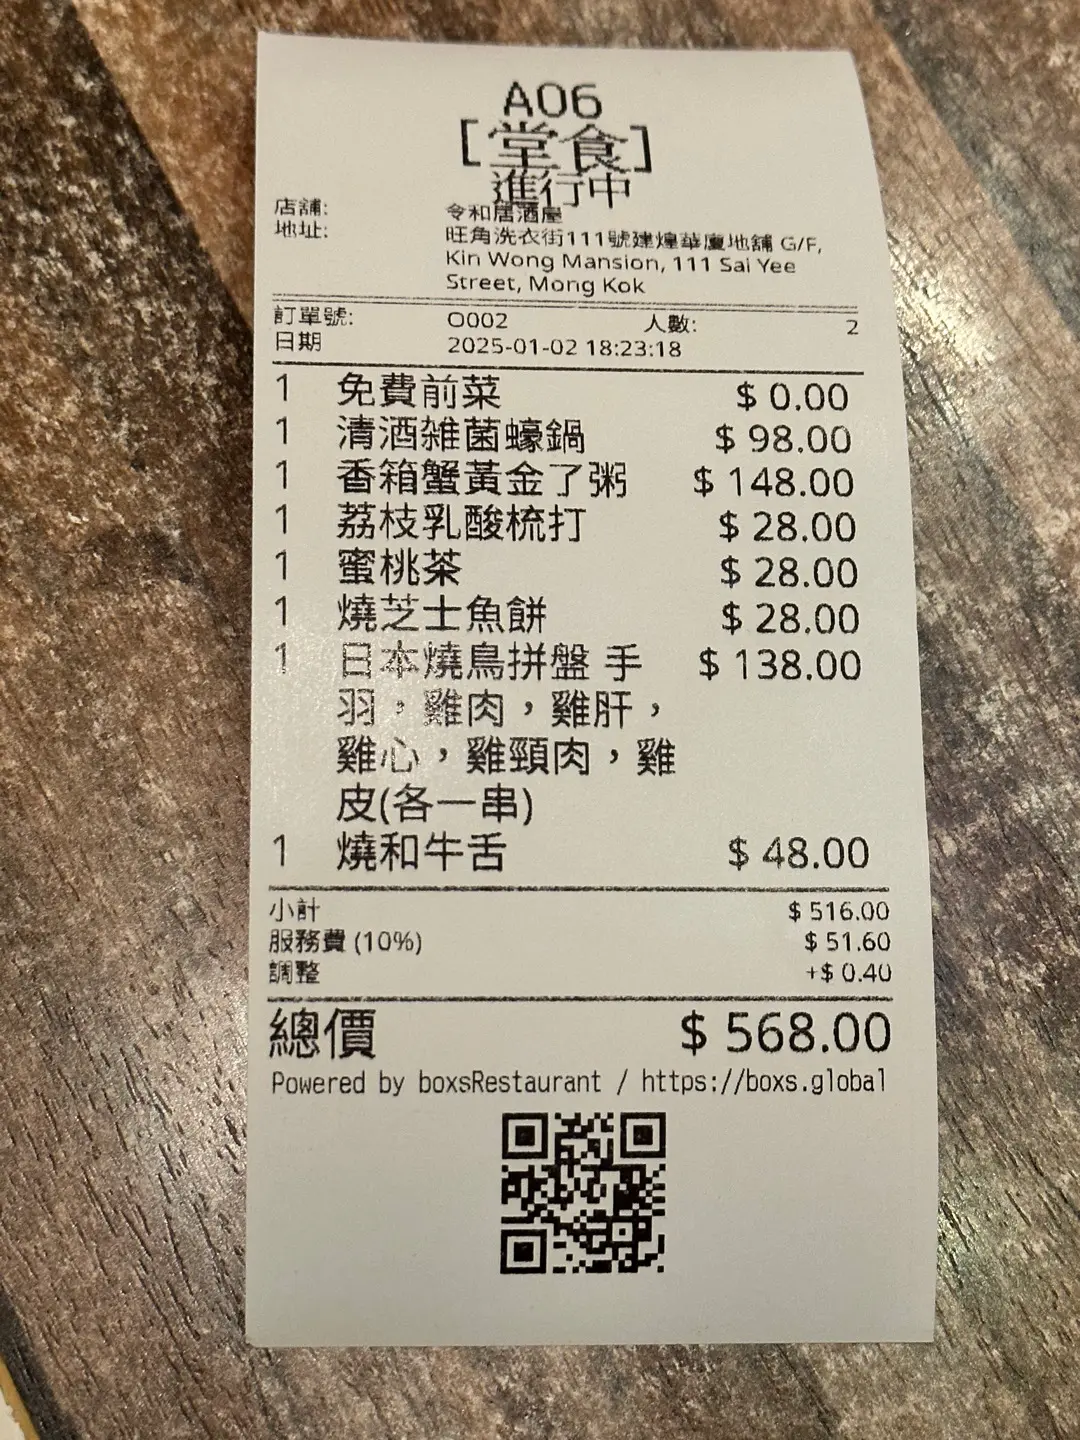 A06
[堂食]
進行中
店舖: 令和居酒屋
地址: 旺角洗衣街111號建煌華廈地舖 G/F,
Kin Wong Mansion, 111 Sai Yee
Street, Mong Kok
訂單號: O002 人數: 2
日期 2025-01-02 18:23:18
1 免費前菜 $ 0.00
1 清酒雑菌蠔鍋 $ 98.00
1 香箱蟹黃金了粥 $ 148.00
1 荔枝乳酸梳打 $ 28.00
1 蜜桃茶 $ 28.00
1 燒芝士魚餅 $ 28.00
1 日本燒鳥拼盤 手 $ 138.00
羽，雞肉，雞肝，
雞心，雞頸肉，雞
皮(各一串)
1 燒和牛舌 $ 48.00
小計 $ 516.00
服務費 (10%) $ 51.60
調整 +$ 0.40
總價 $ 568.00
Powered by boxsRestaurant / https://boxs.global